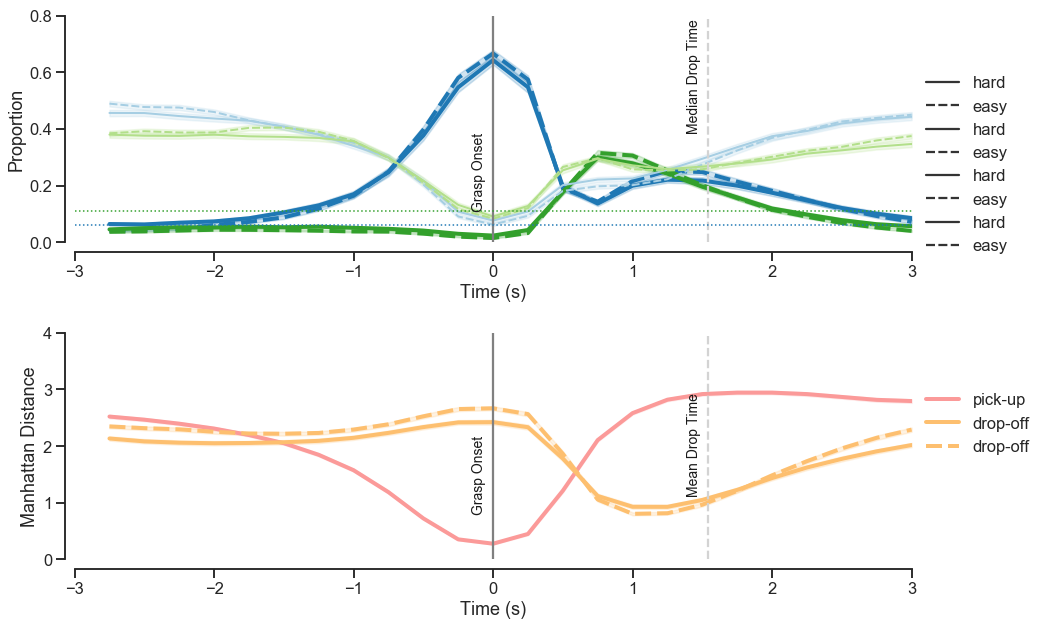 0.8
0.6
0.4
0.2
0.0
Proportion
Grasp Onset
Median Drop Time
−3
−2
−1
0
1
2
3
Time (s)
hard
easy
hard
easy
hard
easy
hard
easy
4
3
2
1
0
Manhattan Distance
Grasp Onset
Mean Drop Time
−3
−2
−1
0
1
2
3
Time (s)
pick-up
drop-off
drop-off